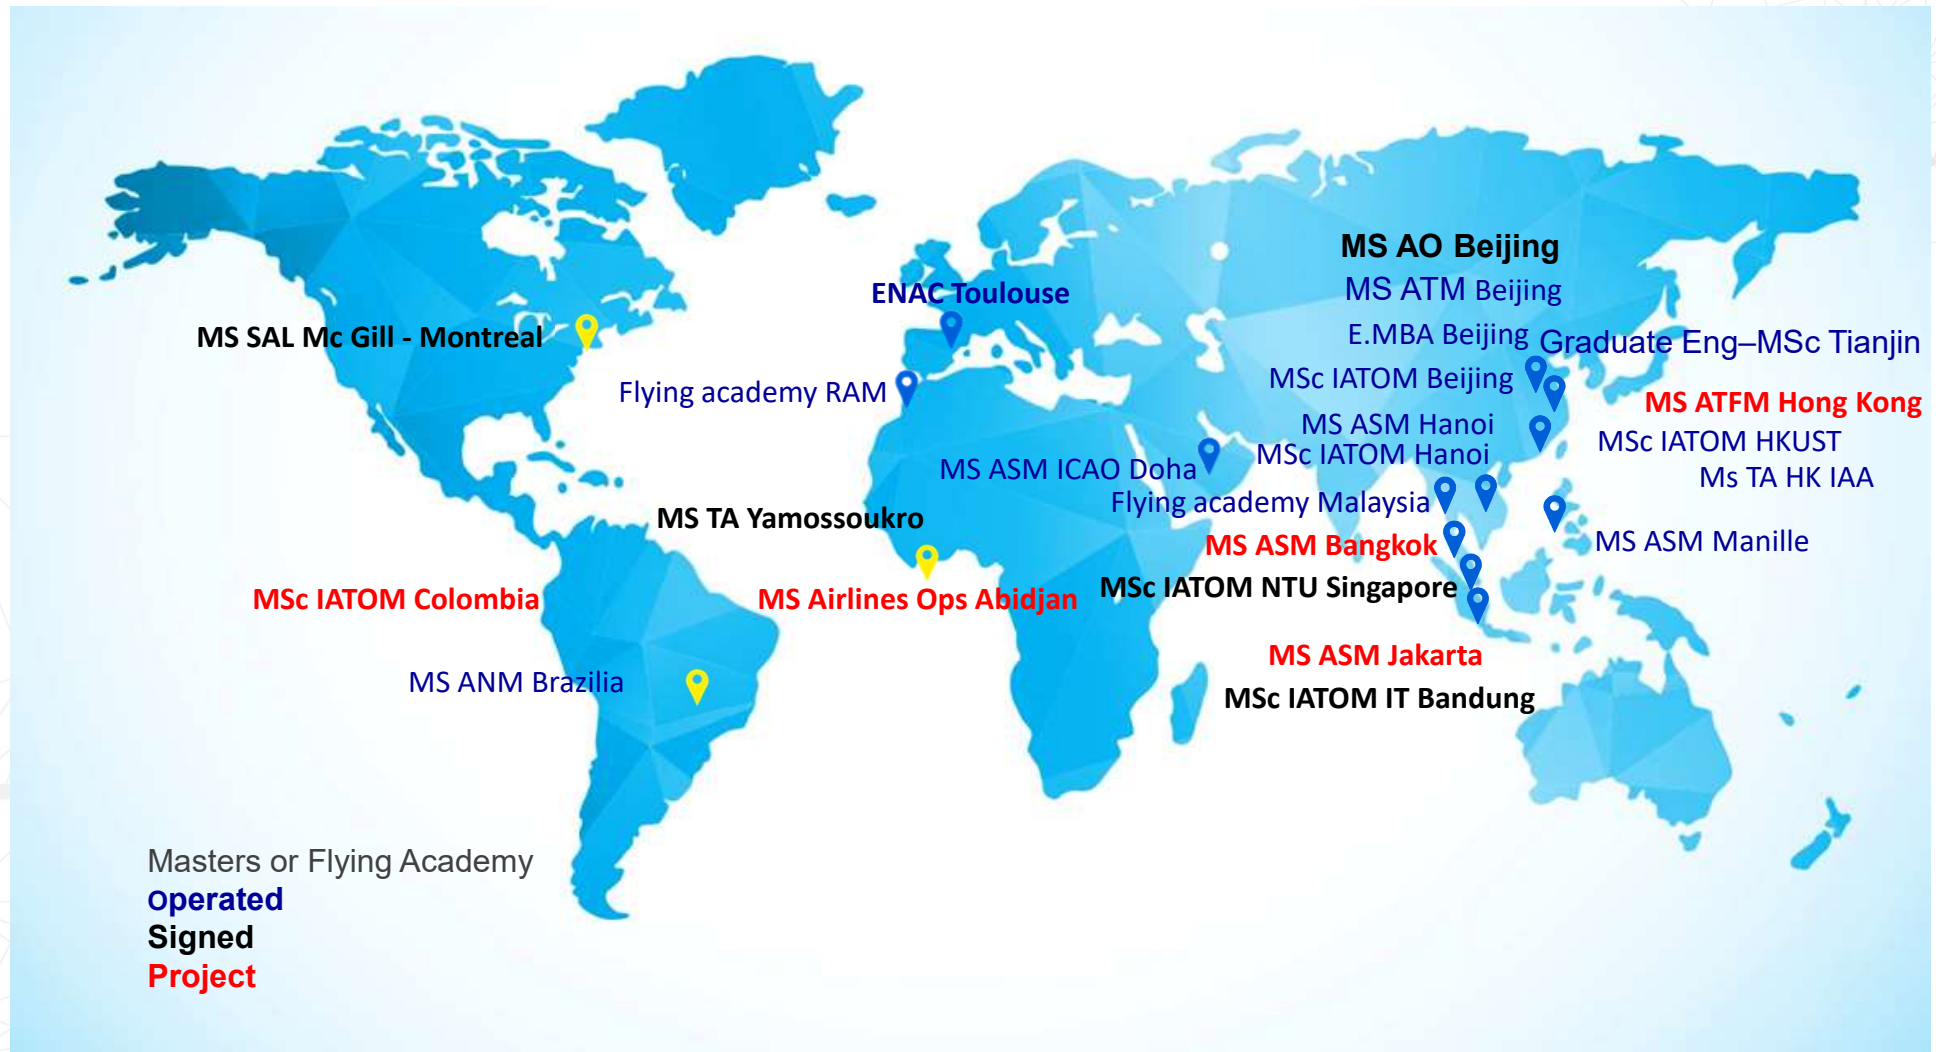 MS AO Beijing
MS ATM Beijing
ENAC Toulouse
MS SAL Mc Gill - Montreal
E.MBA Beijing
Graduate Eng–MSc Tianjin
Flying academy RAM
MSc IATOM Beijing
MS ATFM Hong Kong
MS ASM Hanoi
MSc IATOM HKUST
MSc IATOM Hanoi
MS ASM ICAO Doha
Ms TA HK IAA
Flying academy Malaysia
MS TA Yamossoukro
MS ASM Bangkok
MS ASM Manille
MSc IATOM NTU Singapore
MSc IATOM Colombia
MS Airlines Ops Abidjan
MS ASM Jakarta
MS ANM Brazilia
MSc IATOM IT Bandung
Masters or Flying Academy
Operated
Signed
Project